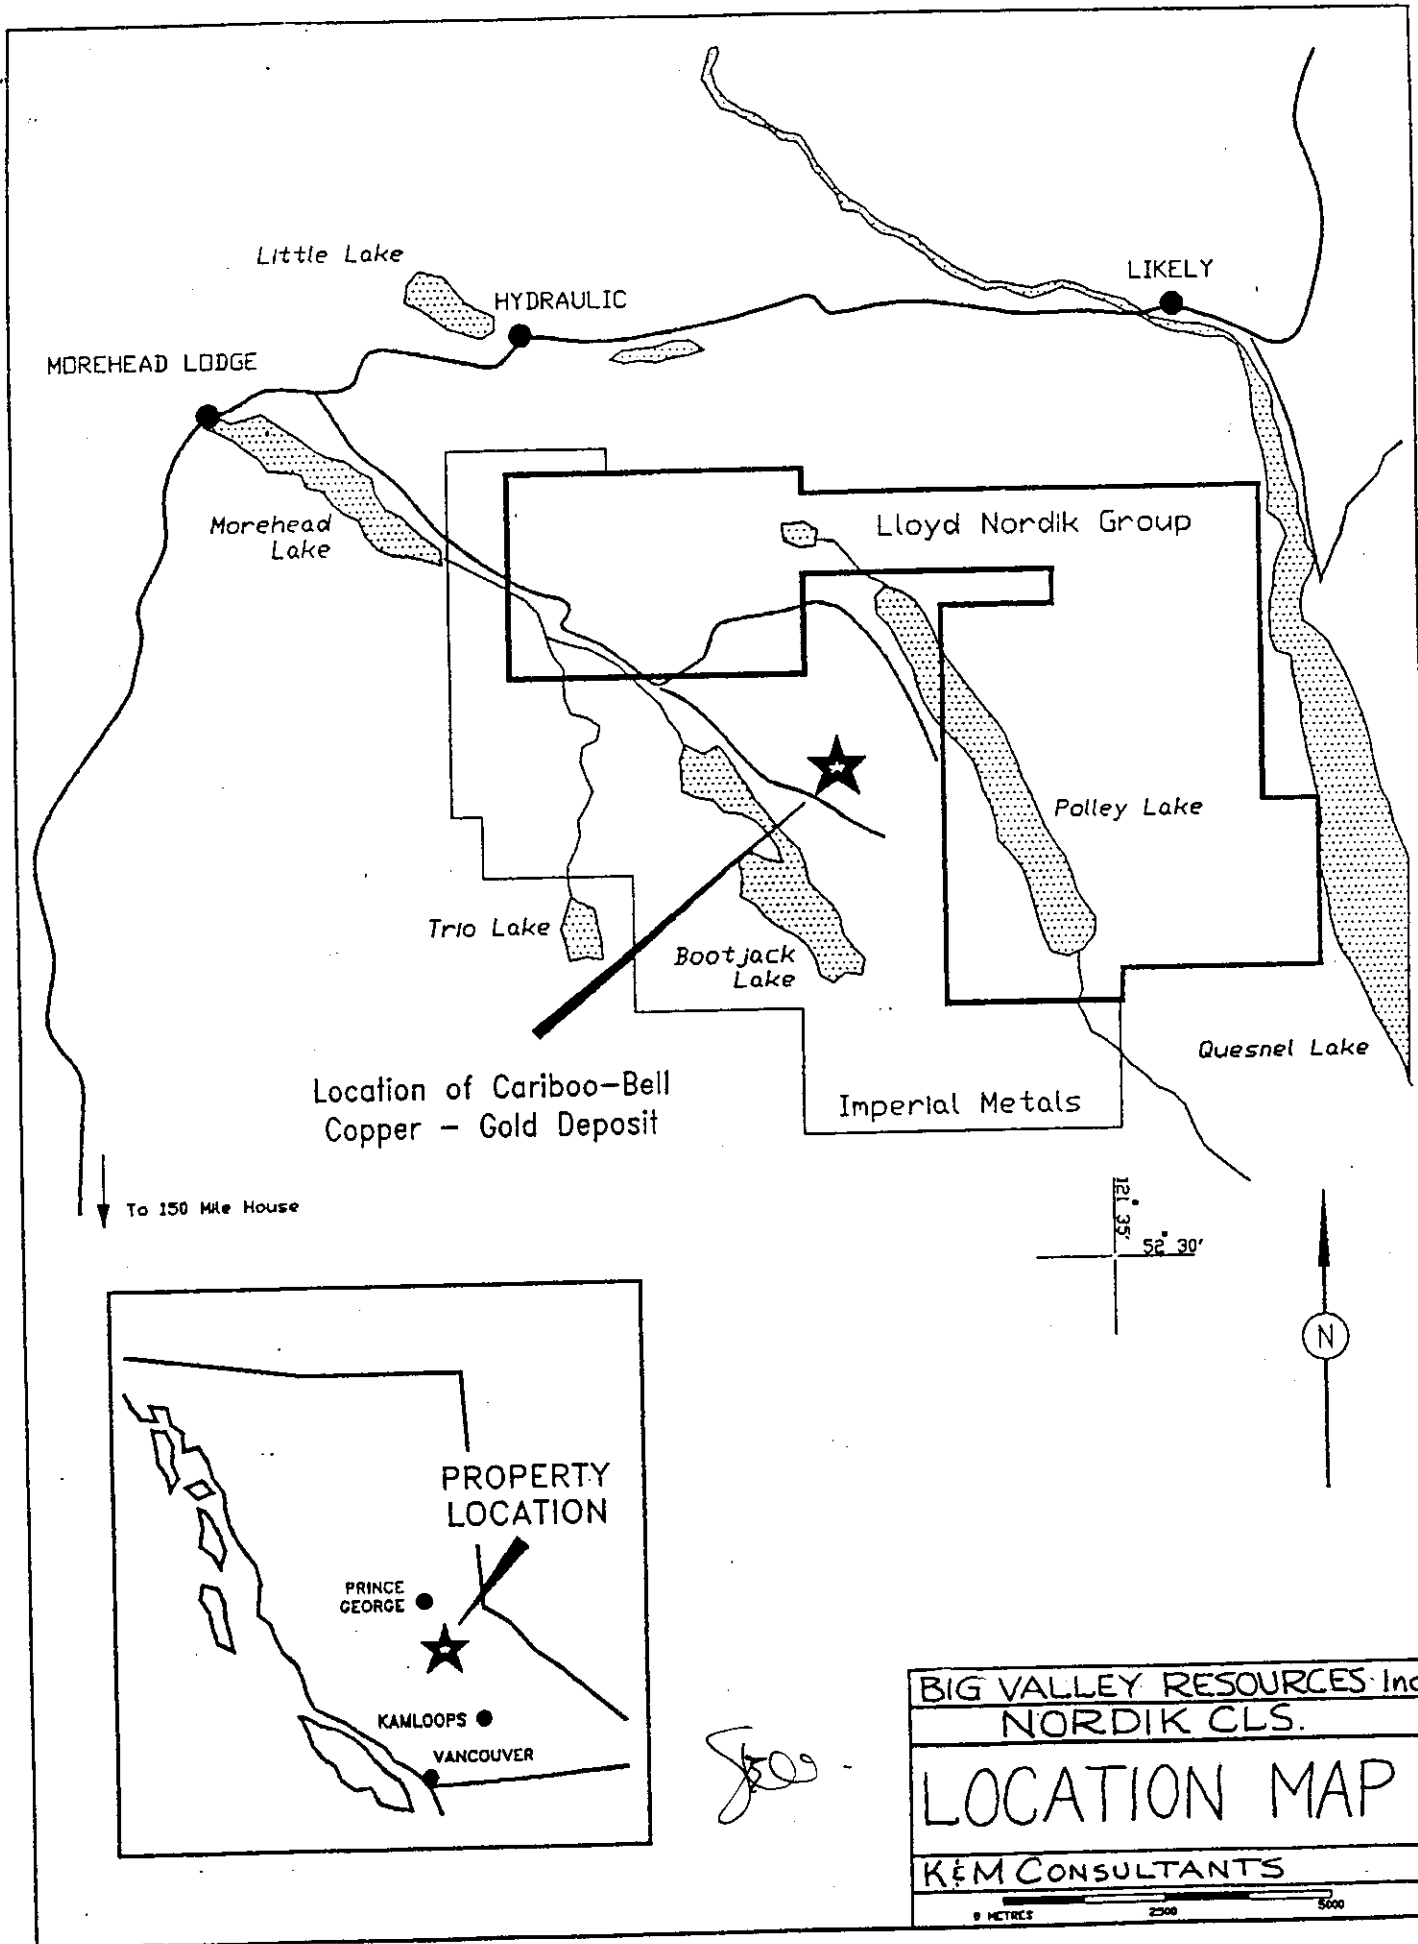 Little Lake
HYDRAULIC
LIKELY
MOREHEAD LODGE
Morehead
Lake
Lloyd Nordik Group
Polley Lake
Trio Lake
Bootjack
Lake
Quesnel Lake
Location of Cariboo-Bell
Copper - Gold Deposit
Imperial Metals
To 150 Mile House
121° 35'
52° 30'
N
PROPERTY
LOCATION
PRINCE
GEORGE
KAMLOOPS
VANCOUVER
BIG VALLEY RESOURCES Inc
NORDIK CLS.
LOCATION MAP
K&M CONSULTANTS
0 METRES 2500 5000